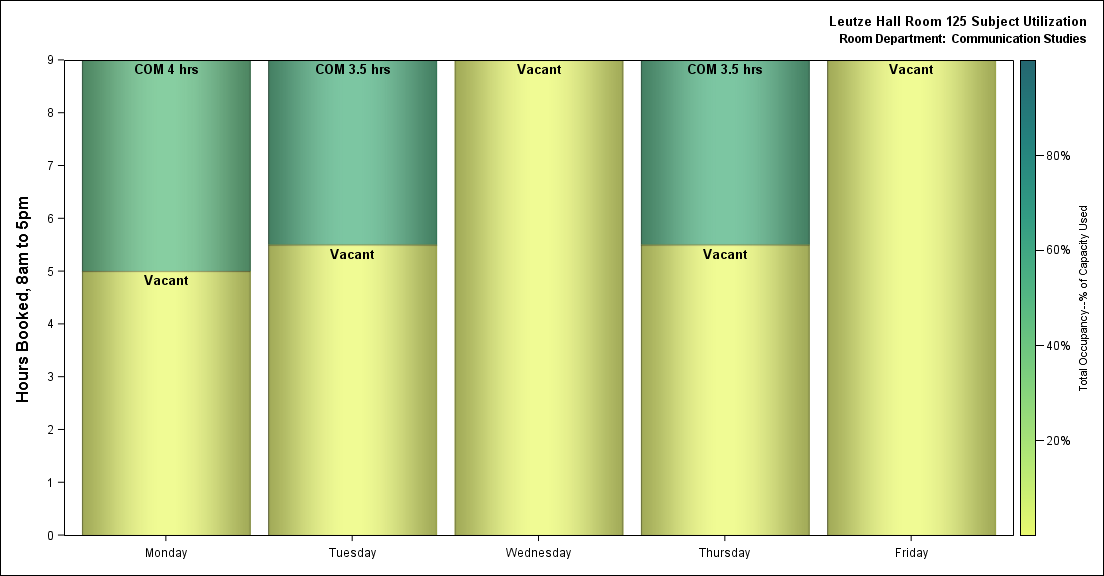 Leutze Hall Room 125 Subject Utilization
Room Department: Communication Studies
Hours Booked, 8am to 5pm
9
8
7
6
5
4
3
2
1
0
COM 4 hrs
Vacant
COM 3.5 hrs
Vacant
Vacant
COM 3.5 hrs
Vacant
Vacant
Monday
Tuesday
Wednesday
Thursday
Friday
80%
60%
40%
20%
Total Occupancy--% of Capacity Used